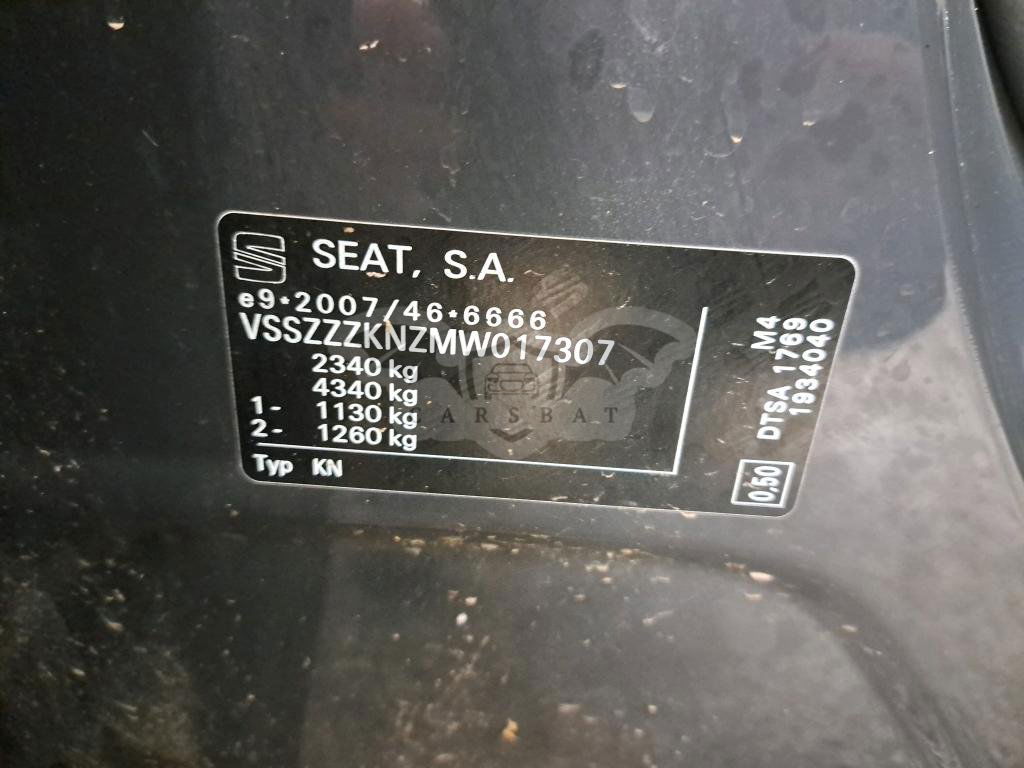 SEAT, S.A.
e9*2007/46*6666
VSSZZZKNZMW017307
2340 kg
4340 kg
1- 1130 kg
2- 1260 kg
Typ KN
M4
DTSA 1769
1934040
0,50
CARSBAT